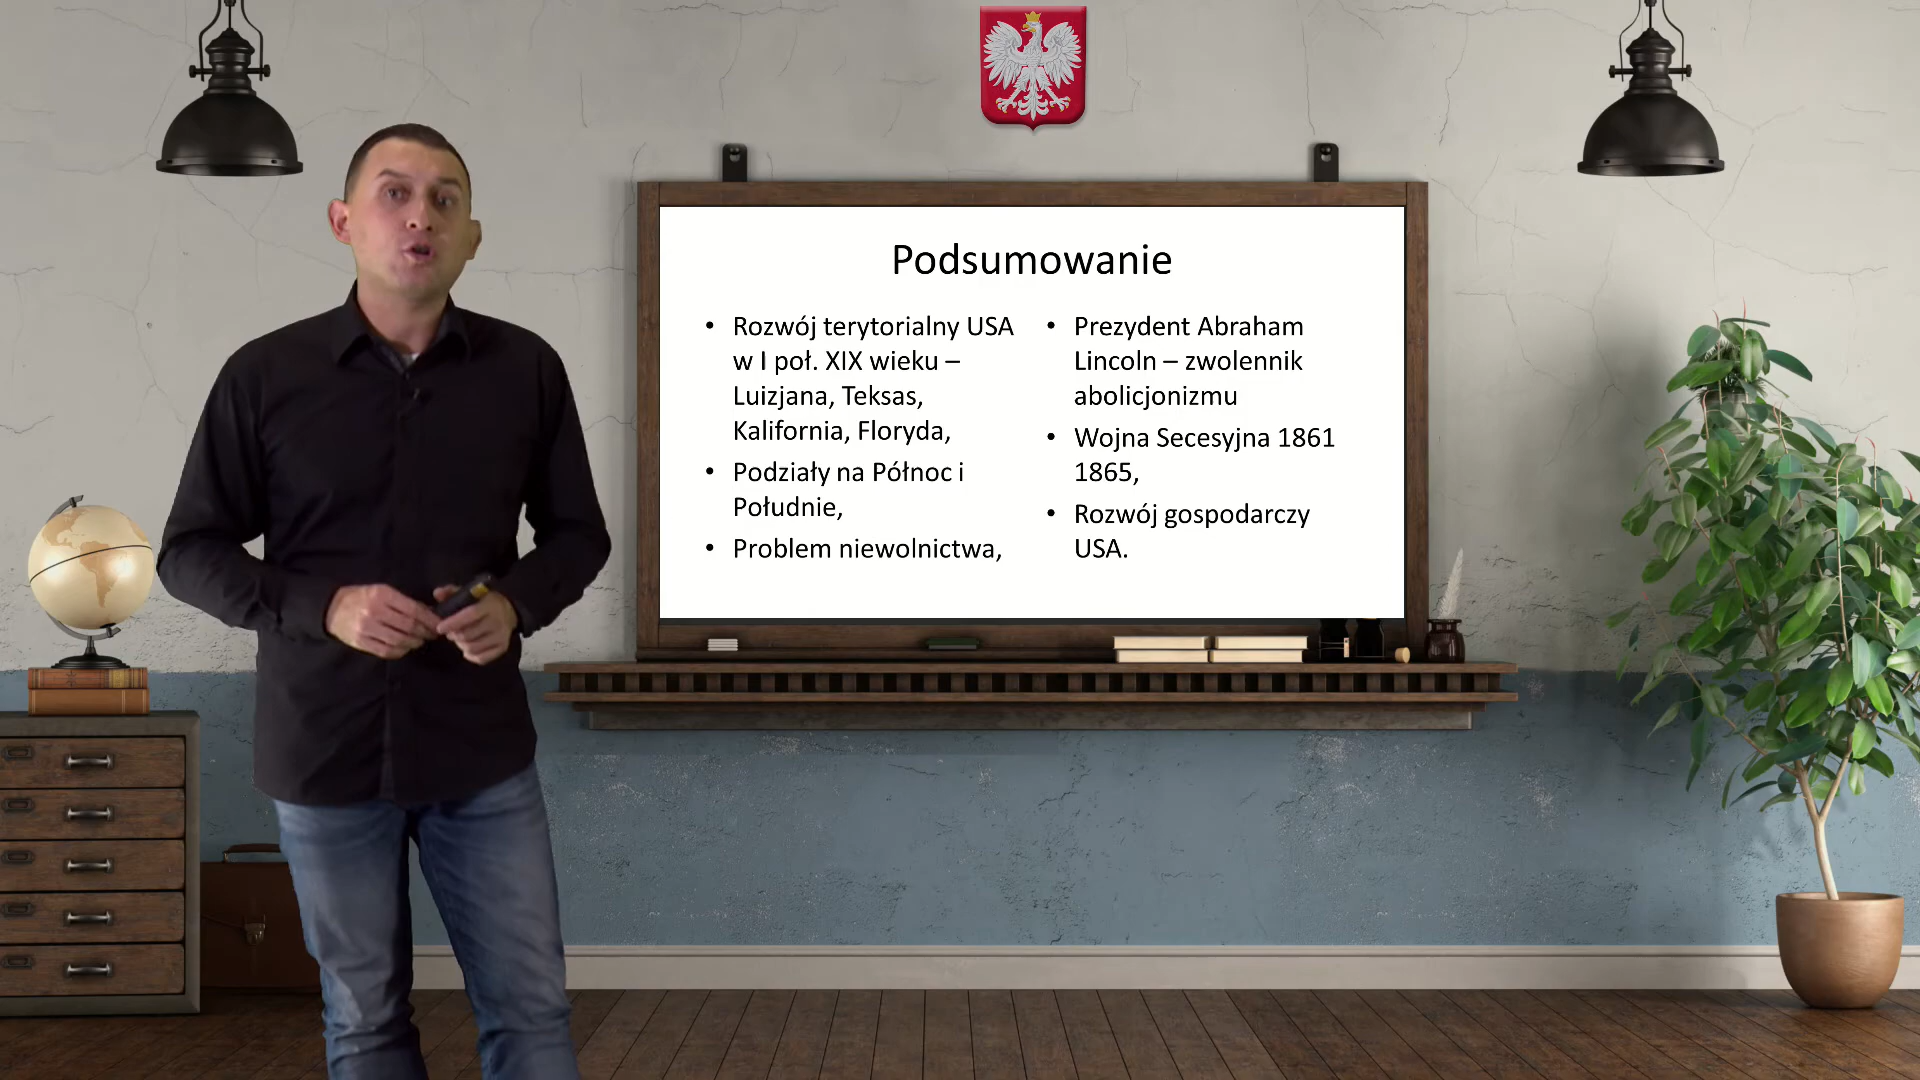 Podsumowanie
• Rozwój terytorialny USA
w I poł. XIX wieku –
Luizjana, Teksas,
Kalifornia, Floryda,
• Podziały na Północ i
Południe,
• Problem niewolnictwa,
• Prezydent Abraham
Lincoln – zwolennik
abolicjonizmu
• Wojna Secesyjna 1861
1865,
• Rozwój gospodarczy
USA.